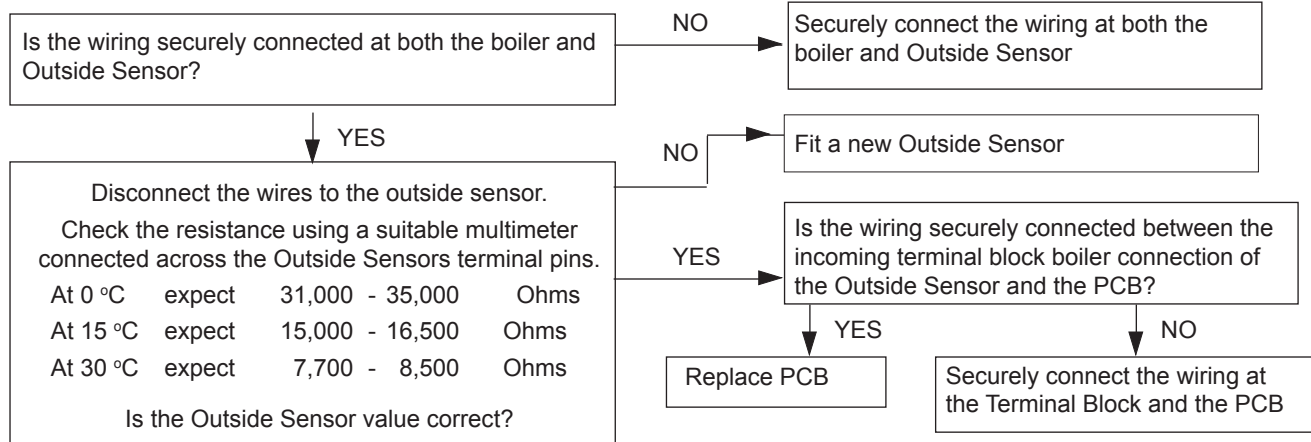 Is the wiring securely connected at both the boiler and
Outside Sensor?
NO
Securely connect the wiring at both the
boiler and Outside Sensor
YES
Disconnect the wires to the outside sensor.
Check the resistance using a suitable multimeter
connected across the Outside Sensors terminal pins.
At 0 °C expect 31,000 - 35,000 Ohms
At 15 °C expect 15,000 - 16,500 Ohms
At 30 °C expect 7,700 - 8,500 Ohms
Is the Outside Sensor value correct?
NO
Fit a new Outside Sensor
YES
Is the wiring securely connected between the
incoming terminal block boiler connection of
the Outside Sensor and the PCB?
YES
Replace PCB
NO
Securely connect the wiring at
the Terminal Block and the PCB